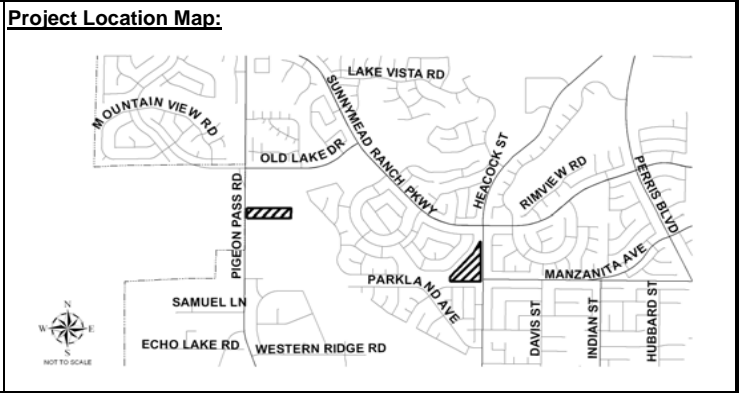 Project Location Map:
LAKE VISTA RD
MOUNTAIN VIEW RD
SUNNYMEAD RANCH PKWY
OLD LAKE DR
HEACOCK ST
RIMVIEW RD
PERRIS BLVD
PIGEON PASS RD
PARKLAND AVE
MANZANITA AVE
SAMUEL LN
DAVIS ST
INDIAN ST
HUBBARD ST
N
W
E
S
NOT TO SCALE
ECHO LAKE RD
WESTERN RIDGE RD